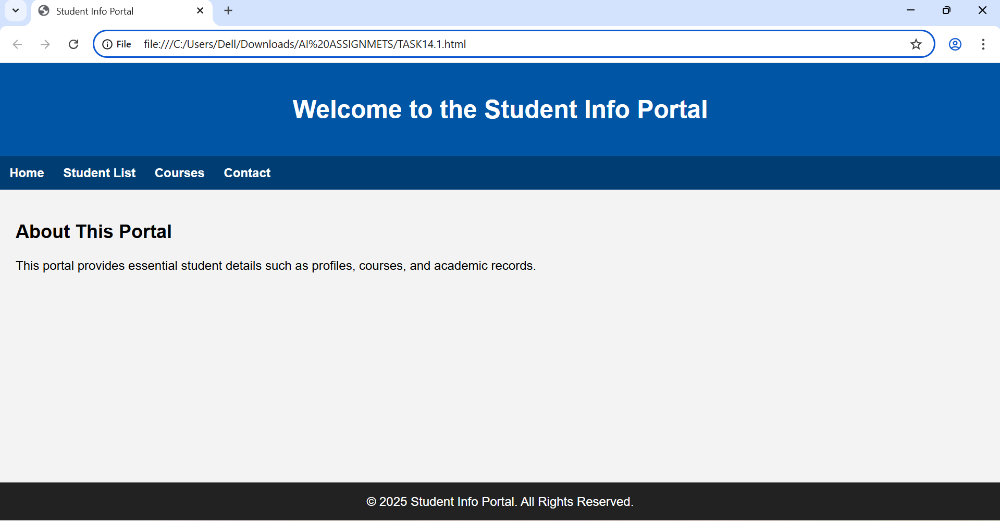 Student Info Portal
File file:///C:/Users/Dell/Downloads/AI%20ASSIGNMETS/TASK14.1.html
Welcome to the Student Info Portal
Home Student List Courses Contact
About This Portal
This portal provides essential student details such as profiles, courses, and academic records.
© 2025 Student Info Portal. All Rights Reserved.